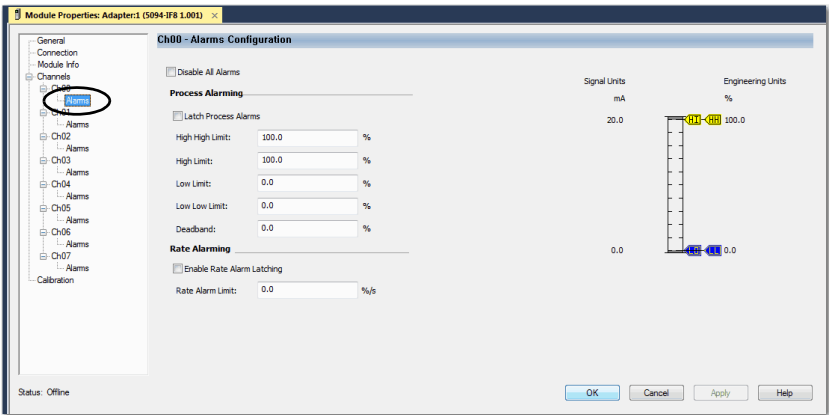 Module Properties: Adapter:1 (5094-IF8 1.001) ×
General
Connection
Module Info
Channels
Ch00
Alarms
Ch01
Alarms
Ch02
Alarms
Ch03
Alarms
Ch04
Alarms
Ch05
Alarms
Ch06
Alarms
Ch07
Alarms
Calibration
Ch00 - Alarms Configuration
Disable All Alarms
Process Alarming
Latch Process Alarms
High High Limit: 100.0 %
High Limit: 100.0 %
Low Limit: 0.0 %
Low Low Limit: 0.0 %
Deadband: 0.0 %
Rate Alarming
Enable Rate Alarm Latching
Rate Alarm Limit: 0.0 %/s
Signal Units Engineering Units
mA %
20.0 HI HH 100.0
0.0 LO LL 0.0
Status: Offline
OK Cancel Apply Help